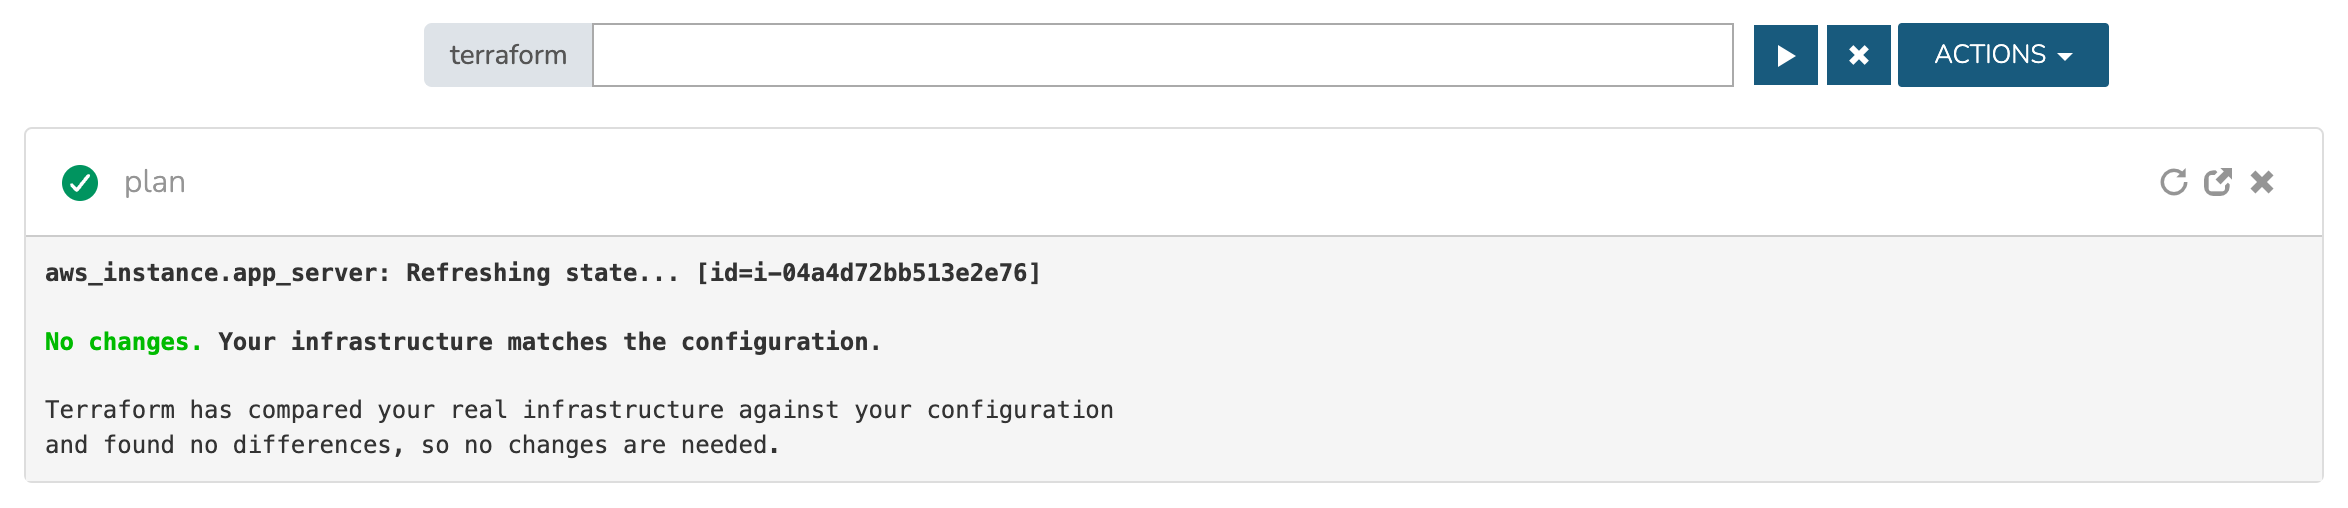 terraform
ACTIONS
plan
aws_instance.app_server: Refreshing state... [id=i-04a4d72bb513e2e76]
No changes. Your infrastructure matches the configuration.
Terraform has compared your real infrastructure against your configuration
and found no differences, so no changes are needed.